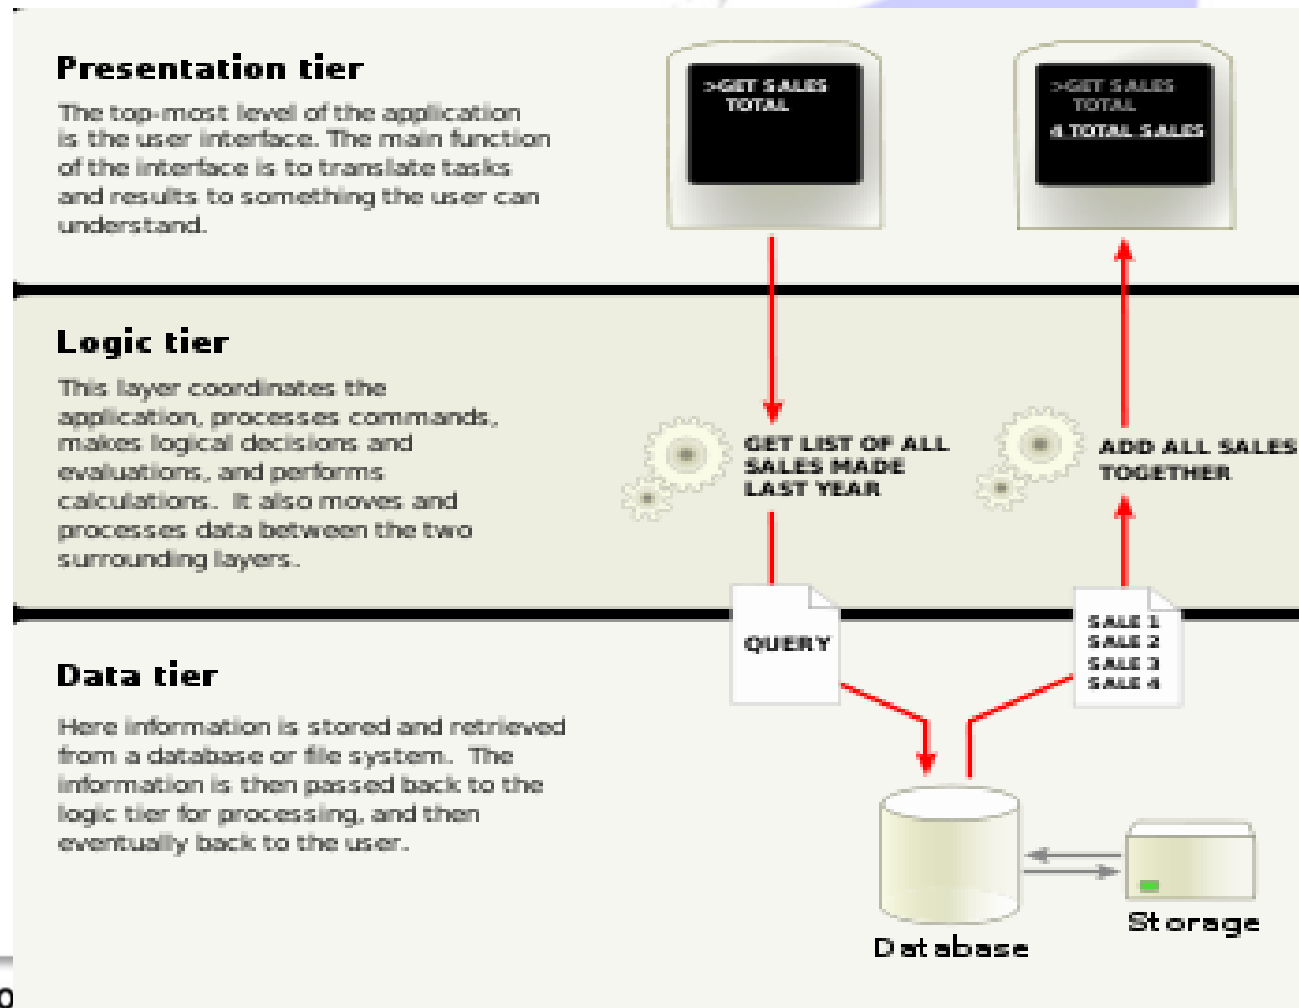 Presentation tier
The top-most level of the application
is the user interface. The main function
of the interface is to translate tasks
and results to something the user can
understand.
>GET SALES
TOTAL
>GET SALES
TOTAL
4 TOTAL SALES
Logic tier
This layer coordinates the
application, processes commands,
makes logical decisions and
evaluations, and performs
calculations. It also moves and
processes data between the two
surrounding layers.
GET LIST OF ALL
SALES MADE
LAST YEAR
ADD ALL SALES
TOGETHER
QUERY
SALE 1
SALE 2
SALE 3
SALE 4
Data tier
Here information is stored and retrieved
from a database or file system. The
information is then passed back to the
logic tier for processing, and then
eventually back to the user.
Database
Storage